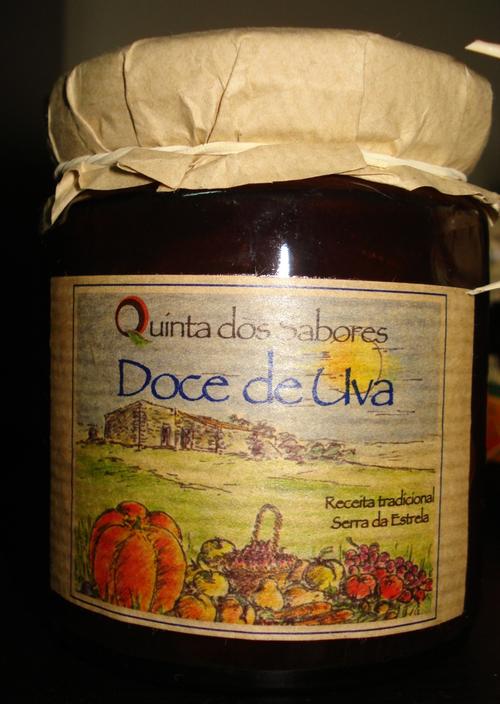 Quinta dos Sabores
Doce de Uva
Receita tradicional
Serra da Estrela